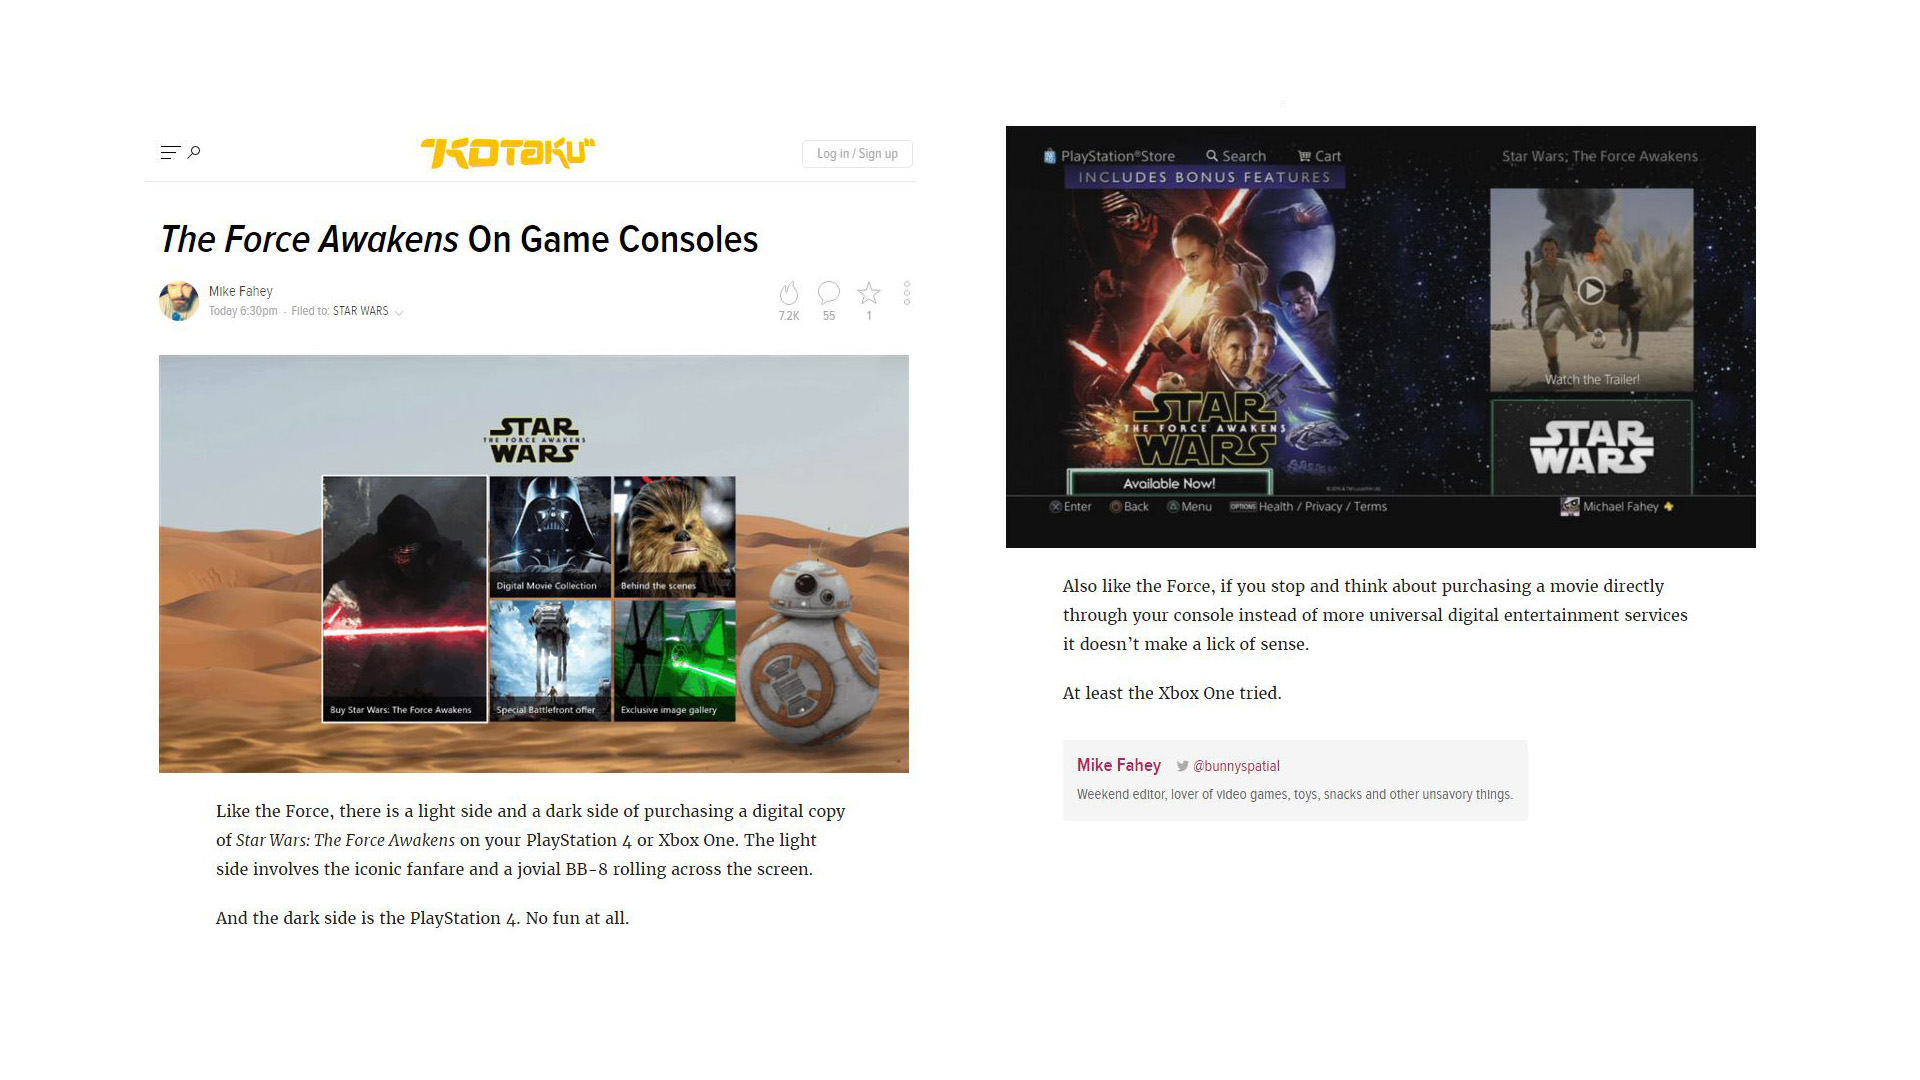 KOTAKU
Log in / Sign up
The Force Awakens On Game Consoles
Mike Fahey
Today 6:30pm - Filed to: STAR WARS
7.2K 55 1
STAR
THE FORCE AWAKENS
WARS
Digital Movie Collection
Behind the scenes
Buy Star Wars: The Force Awakens
Special Battlefront offer
Exclusive image gallery
Like the Force, there is a light side and a dark side of purchasing a digital copy
of Star Wars: The Force Awakens on your PlayStation 4 or Xbox One. The light
side involves the iconic fanfare and a jovial BB-8 rolling across the screen.
And the dark side is the PlayStation 4. No fun at all.
PlayStation®Store Search Cart Star Wars: The Force Awakens
INCLUDES BONUS FEATURES
Watch the Trailer!
STAR
THE FORCE AWAKENS
WARS
STAR
WARS
Available Now!
Enter Back Menu OPTIONS Health / Privacy / Terms Michael Fahey
Also like the Force, if you stop and think about purchasing a movie directly
through your console instead of more universal digital entertainment services
it doesn’t make a lick of sense.
At least the Xbox One tried.
Mike Fahey @bunnyspatial
Weekend editor, lover of video games, toys, snacks and other unsavory things.